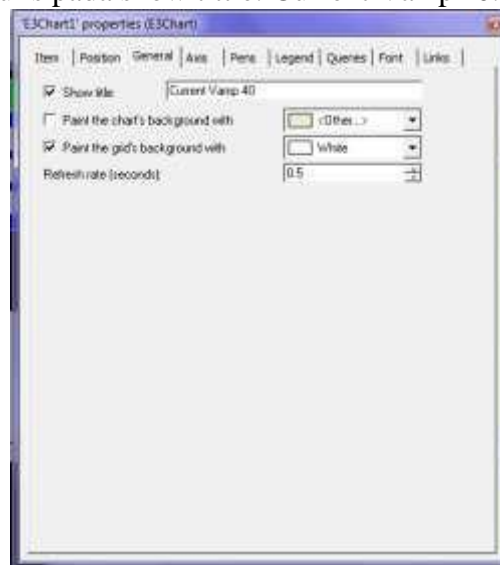 'E3Chart1' properties (E3Chart)
Item Position General Axis Pens Legend Queries Font Links
Show title: Current Vamp 40
Paint the chart's background with <Other...>
Paint the grid's background with White
Refresh rate (seconds): 0.5